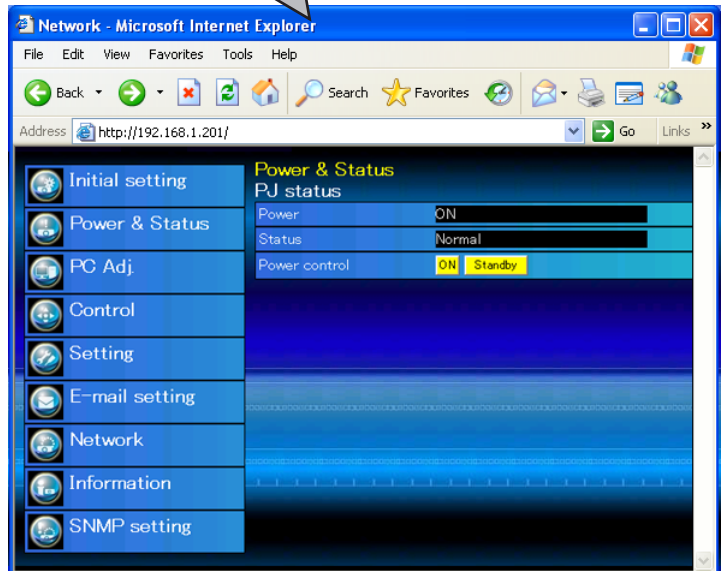 Network - Microsoft Internet Explorer
File Edit View Favorites Tools Help
Back Search Favorites
Address http://192.168.1.201/ Go Links »
Initial setting
Power & Status
PC Adj.
Control
Setting
E-mail setting
Network
Information
SNMP setting
Power & Status
PJ status
Power ON
Status Normal
Power control ON Standby